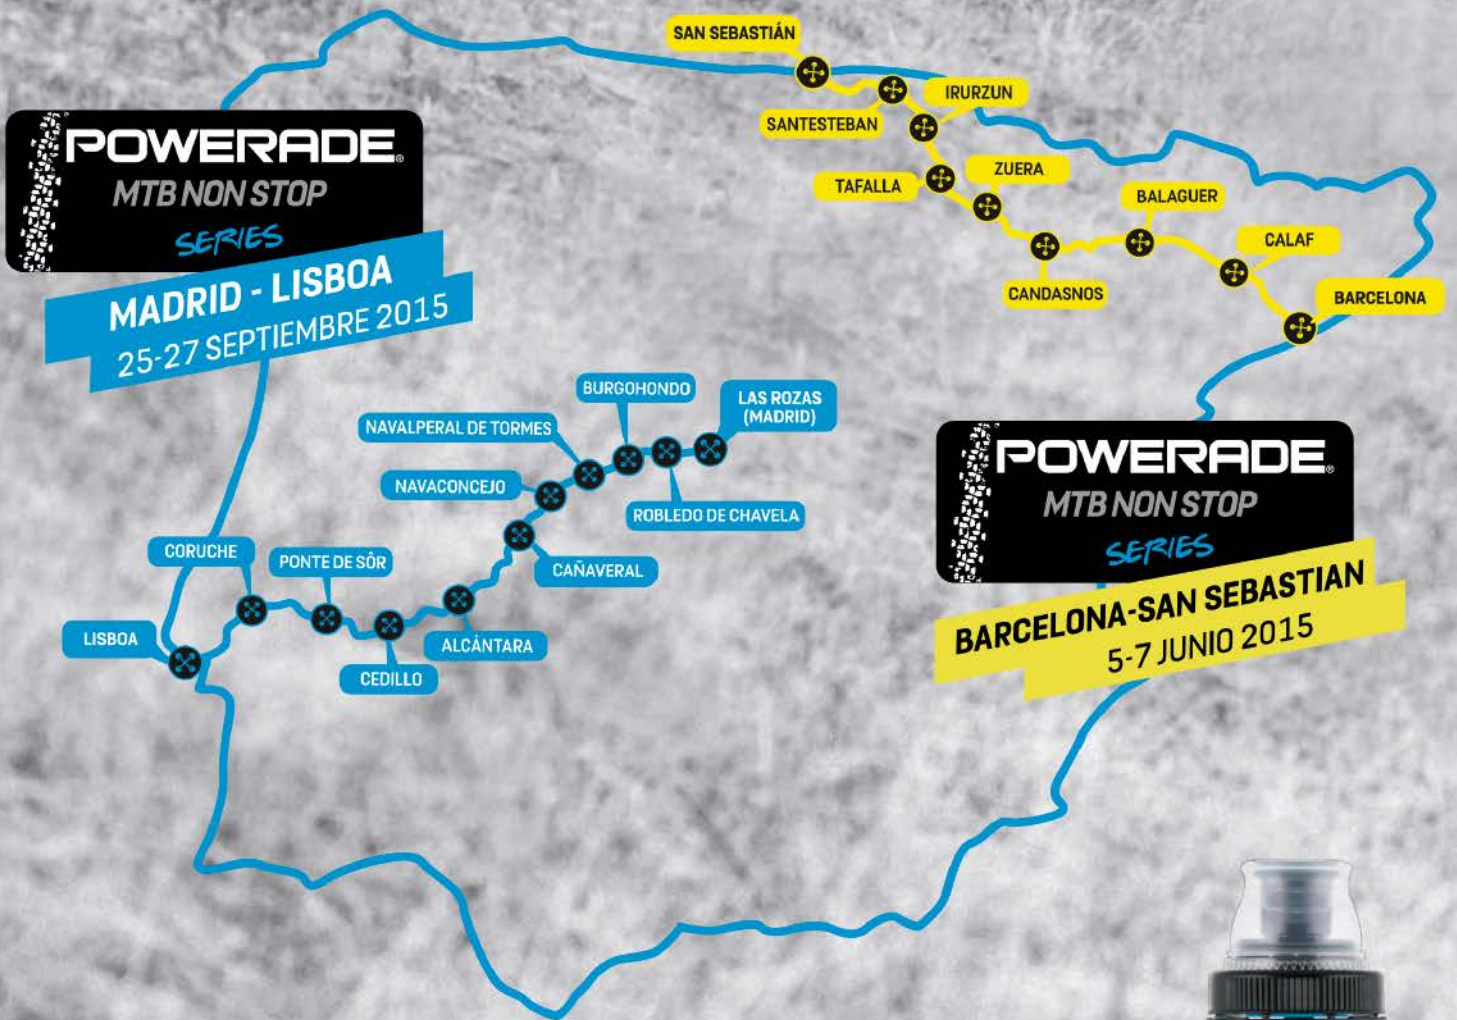 SAN SEBASTIÁN
SANTESTEBAN
IRURZUN
TAFALLA
ZUERA
CANDASNOS
BALAGUER
CALAF
BARCELONA
POWERADE®
MTB NON STOP
SERIES
MADRID - LISBOA
25-27 SEPTIEMBRE 2015
LAS ROZAS
(MADRID)
ROBLEDO DE CHAVELA
BURGOHONDO
NAVALPERAL DE TORMES
NAVACONCEJO
CAÑAVERAL
ALCÁNTARA
CEDILLO
PONTE DE SÔR
CORUCHE
LISBOA
POWERADE®
MTB NON STOP
SERIES
BARCELONA-SAN SEBASTIAN
5-7 JUNIO 2015